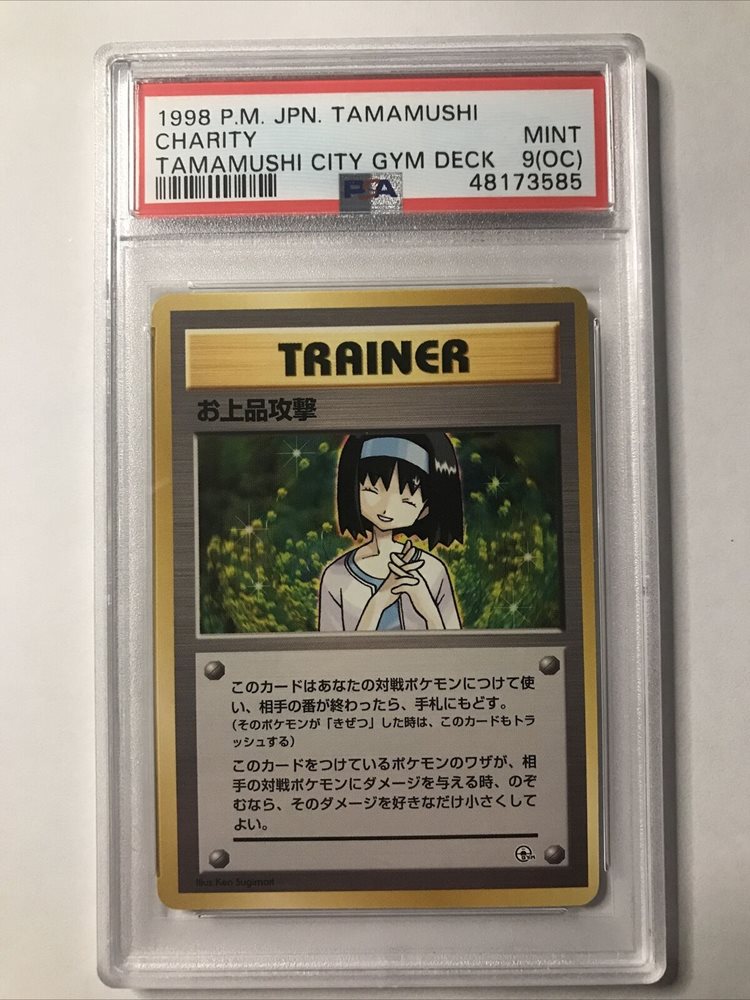 1998 P.M. JPN. TAMAMUSHI
CHARITY MINT
TAMAMUSHI CITY GYM DECK 9(OC)
PSA 48173585
TRAINER
お上品攻撃
このカードはあなたの対戦ポケモンにつけて使
い、相手の番が終わったら、手札にもどす。
(そのポケモンが「きぜつ」した時は、このカードもトラ
ッシュする)
このカードをつけているポケモンのワザが、相
手の対戦ポケモンにダメージを与える時、のぞ
むなら、そのダメージを好きなだけ小さくして
よい。
GYM
Illus. Ken Sugimori